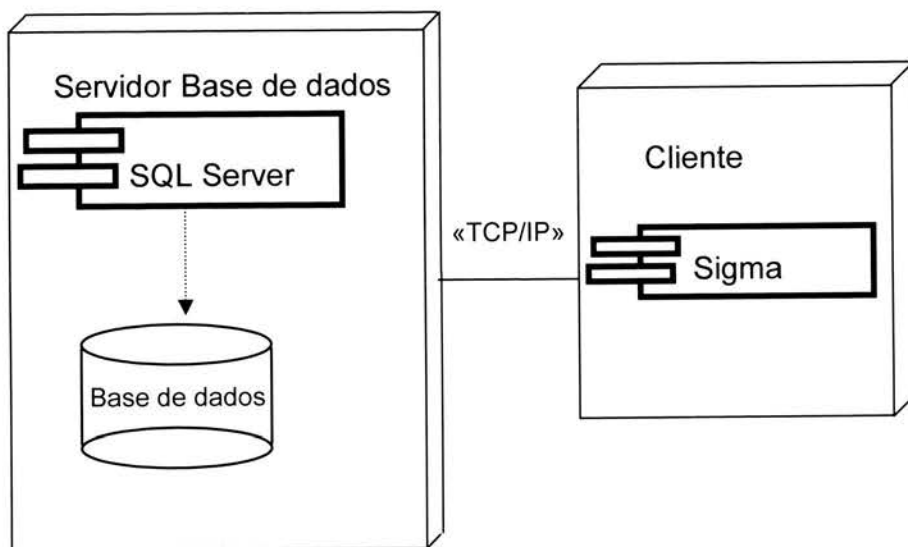 Servidor Base de dados
SQL Server
Base de dados
«TCP/IP»
Cliente
Sigma